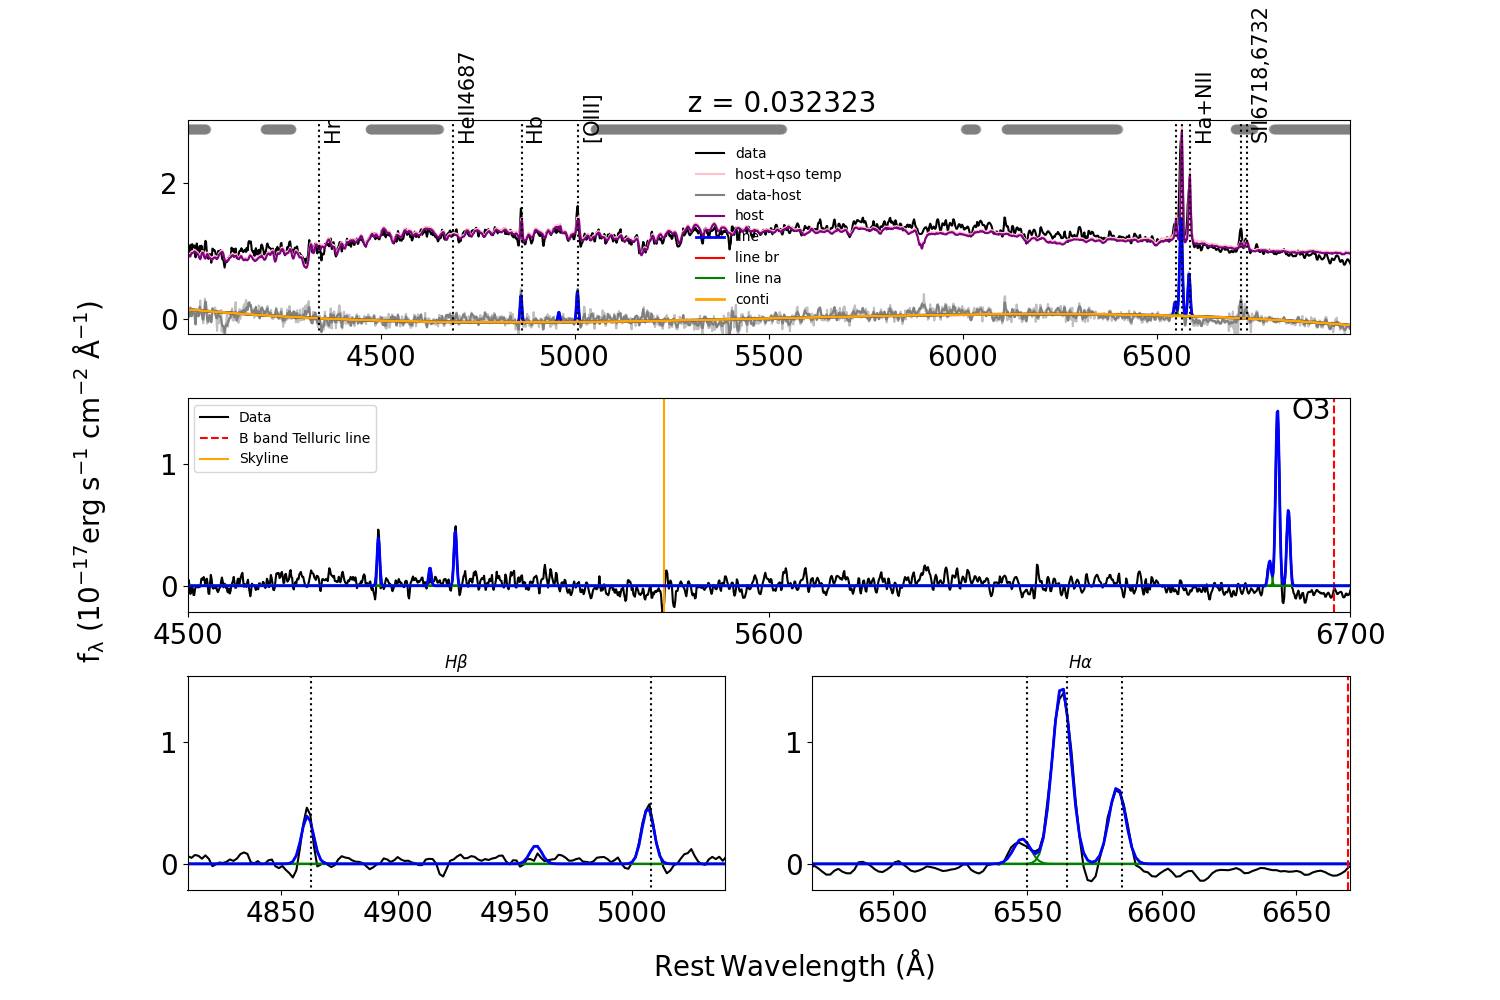 z = 0.032323
Hr
HeII4687
Hb
[OIII]
Ha+NII
SII6718,6732
data
host+qso temp
data-host
host
line
line br
line na
conti
2
0
4500 5000 5500 6000 6500
f_λ (10^−17 erg s^−1 cm^−2 Å^−1)
Data
B band Telluric line
Skyline
O3
1
0
4500 5600 6700
Hβ
1
0
4850 4900 4950 5000
Hα
1
0
6500 6550 6600 6650
Rest Wavelength (Å)